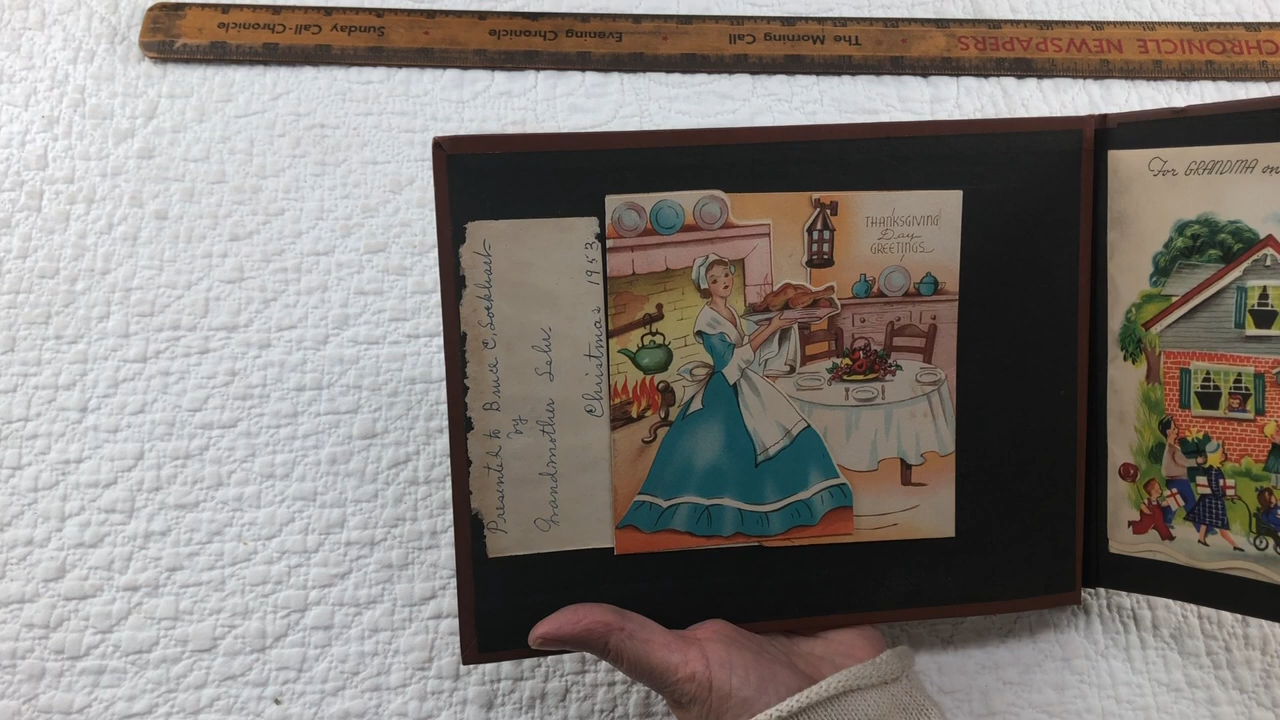 Sunday Call-Chronicle
Evening Chronicle
The Morning Call
CHRONICLE NEWSPAPERS
Presented to Bruce C. Lockhart
by
Grandmother Lehr.
Christmas 1953
THANKSGIVING
Day
GREETINGS
For GRANDMA on